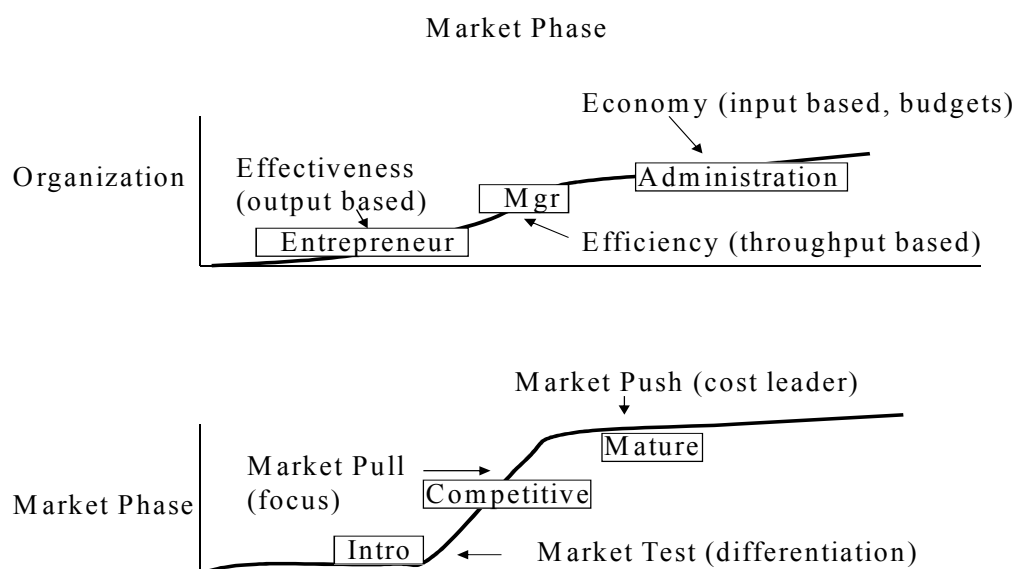 Market Phase
Economy (input based, budgets)
Organization
Effectiveness
(output based)
Administration
Mgr
Entrepreneur
Efficiency (throughput based)
Market Push (cost leader)
Mature
Market Pull
(focus)
Competitive
Market Phase
Intro
Market Test (differentiation)